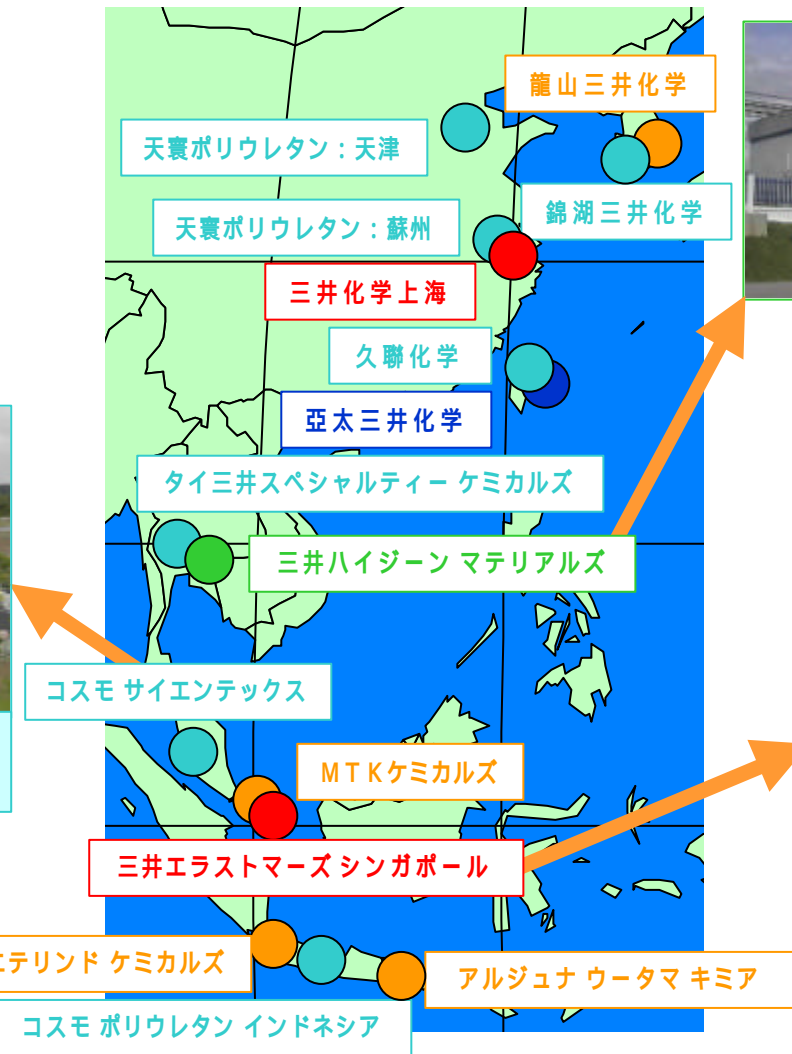 龍山三井化学
天寰ポリウレタン：天津
錦湖三井化学
天寰ポリウレタン：蘇州
三井化学上海
久聯化学
亞太三井化学
タイ三井スペシャルティー ケミカルズ
三井ハイジーン マテリアルズ
コスモ サイエンテックス
ＭＴＫケミカルズ
三井エラストマーズ シンガポール
テリンド ケミカルズ
アルジュナ ウータマ キミア
コスモ ポリウレタン インドネシア